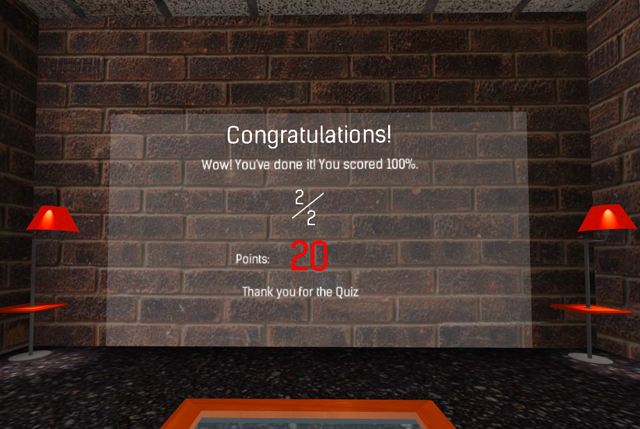 Congratulations!
Wow! You've done it! You scored 100%.
2/2
Points: 20
Thank you for the Quiz